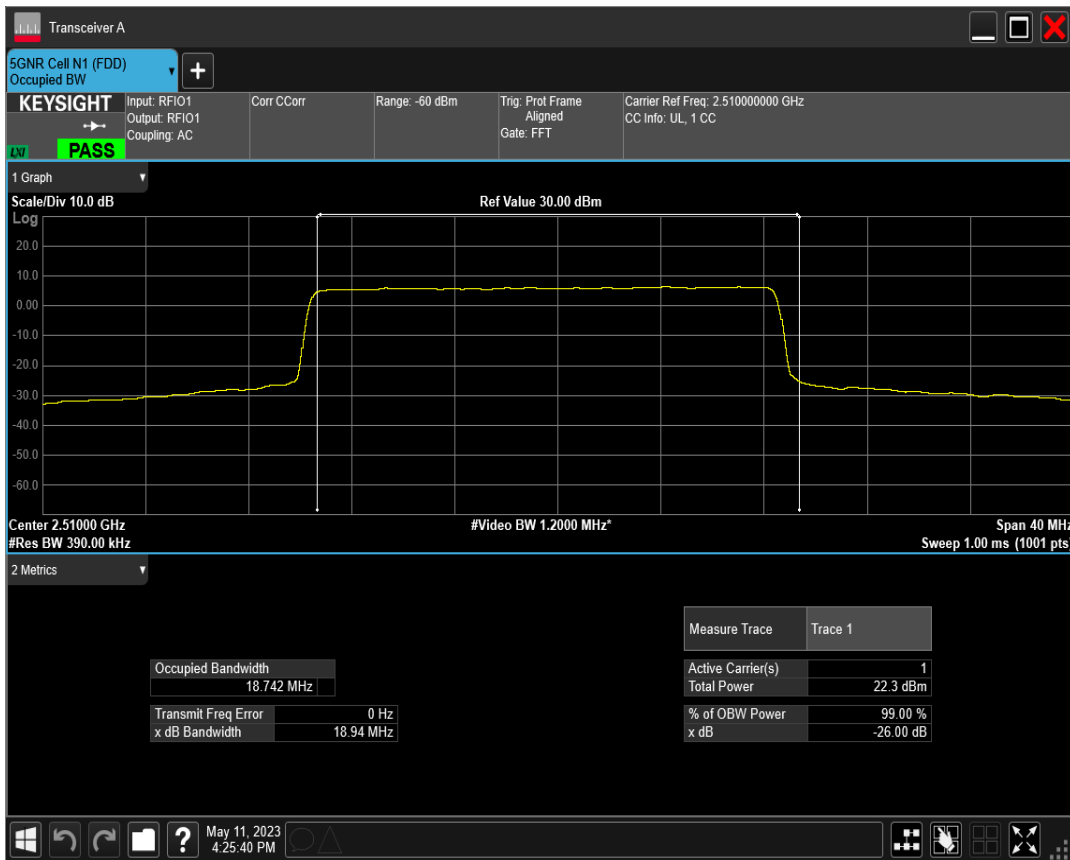 Transceiver A
5GNR Cell N1 (FDD)
Occupied BW
+
KEYSIGHT
LXI
PASS
Input: RFIO1
Output: RFIO1
Coupling: AC
Corr CCorr
Range: -60 dBm
Trig: Prot Frame
Aligned
Gate: FFT
Carrier Ref Freq: 2.510000000 GHz
CC Info: UL, 1 CC
1 Graph
Scale/Div 10.0 dB
Ref Value 30.00 dBm
Log
20.0
10.0
0.00
-10.0
-20.0
-30.0
-40.0
-50.0
-60.0
Center 2.51000 GHz
#Video BW 1.2000 MHz*
Span 40 MHz
#Res BW 390.00 kHz
Sweep 1.00 ms (1001 pts)
2 Metrics
Measure Trace Trace 1
Occupied Bandwidth
18.742 MHz
Active Carrier(s) 1
Total Power 22.3 dBm
Transmit Freq Error 0 Hz
x dB Bandwidth 18.94 MHz
% of OBW Power 99.00 %
x dB -26.00 dB
?
May 11, 2023
4:25:40 PM